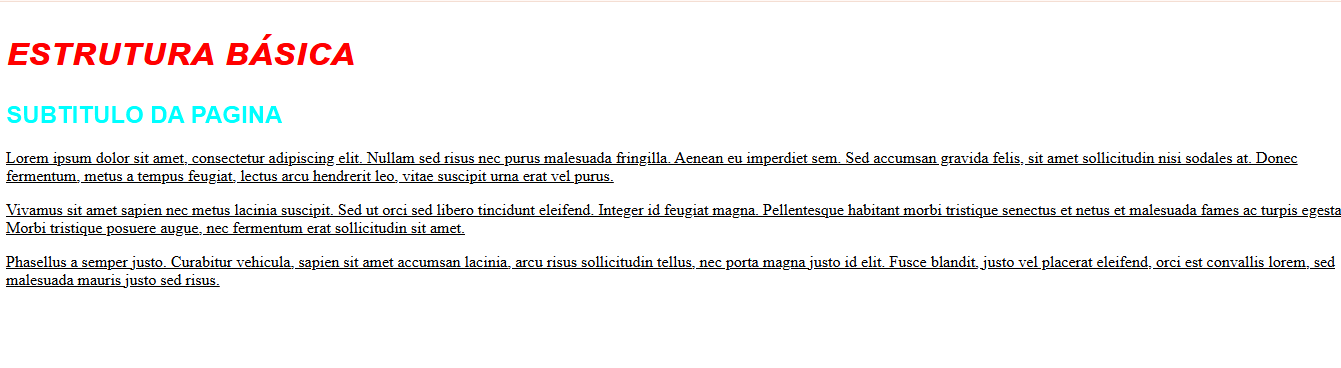 ESTRUTURA BÁSICA
SUBTITULO DA PAGINA
Lorem ipsum dolor sit amet, consectetur adipiscing elit. Nullam sed risus nec purus malesuada fringilla. Aenean eu imperdiet sem. Sed accumsan gravida felis, sit amet sollicitudin nisi sodales at. Donec
fermentum, metus a tempus feugiat, lectus arcu hendrerit leo, vitae suscipit urna erat vel purus.
Vivamus sit amet sapien nec metus lacinia suscipit. Sed ut orci sed libero tincidunt eleifend. Integer id feugiat magna. Pellentesque habitant morbi tristique senectus et netus et malesuada fames ac turpis egesta
Morbi tristique posuere augue, nec fermentum erat sollicitudin sit amet.
Phasellus a semper justo. Curabitur vehicula, sapien sit amet accumsan lacinia, arcu risus sollicitudin tellus, nec porta magna justo id elit. Fusce blandit, justo vel placerat eleifend, orci est convallis lorem, sed
malesuada mauris justo sed risus.